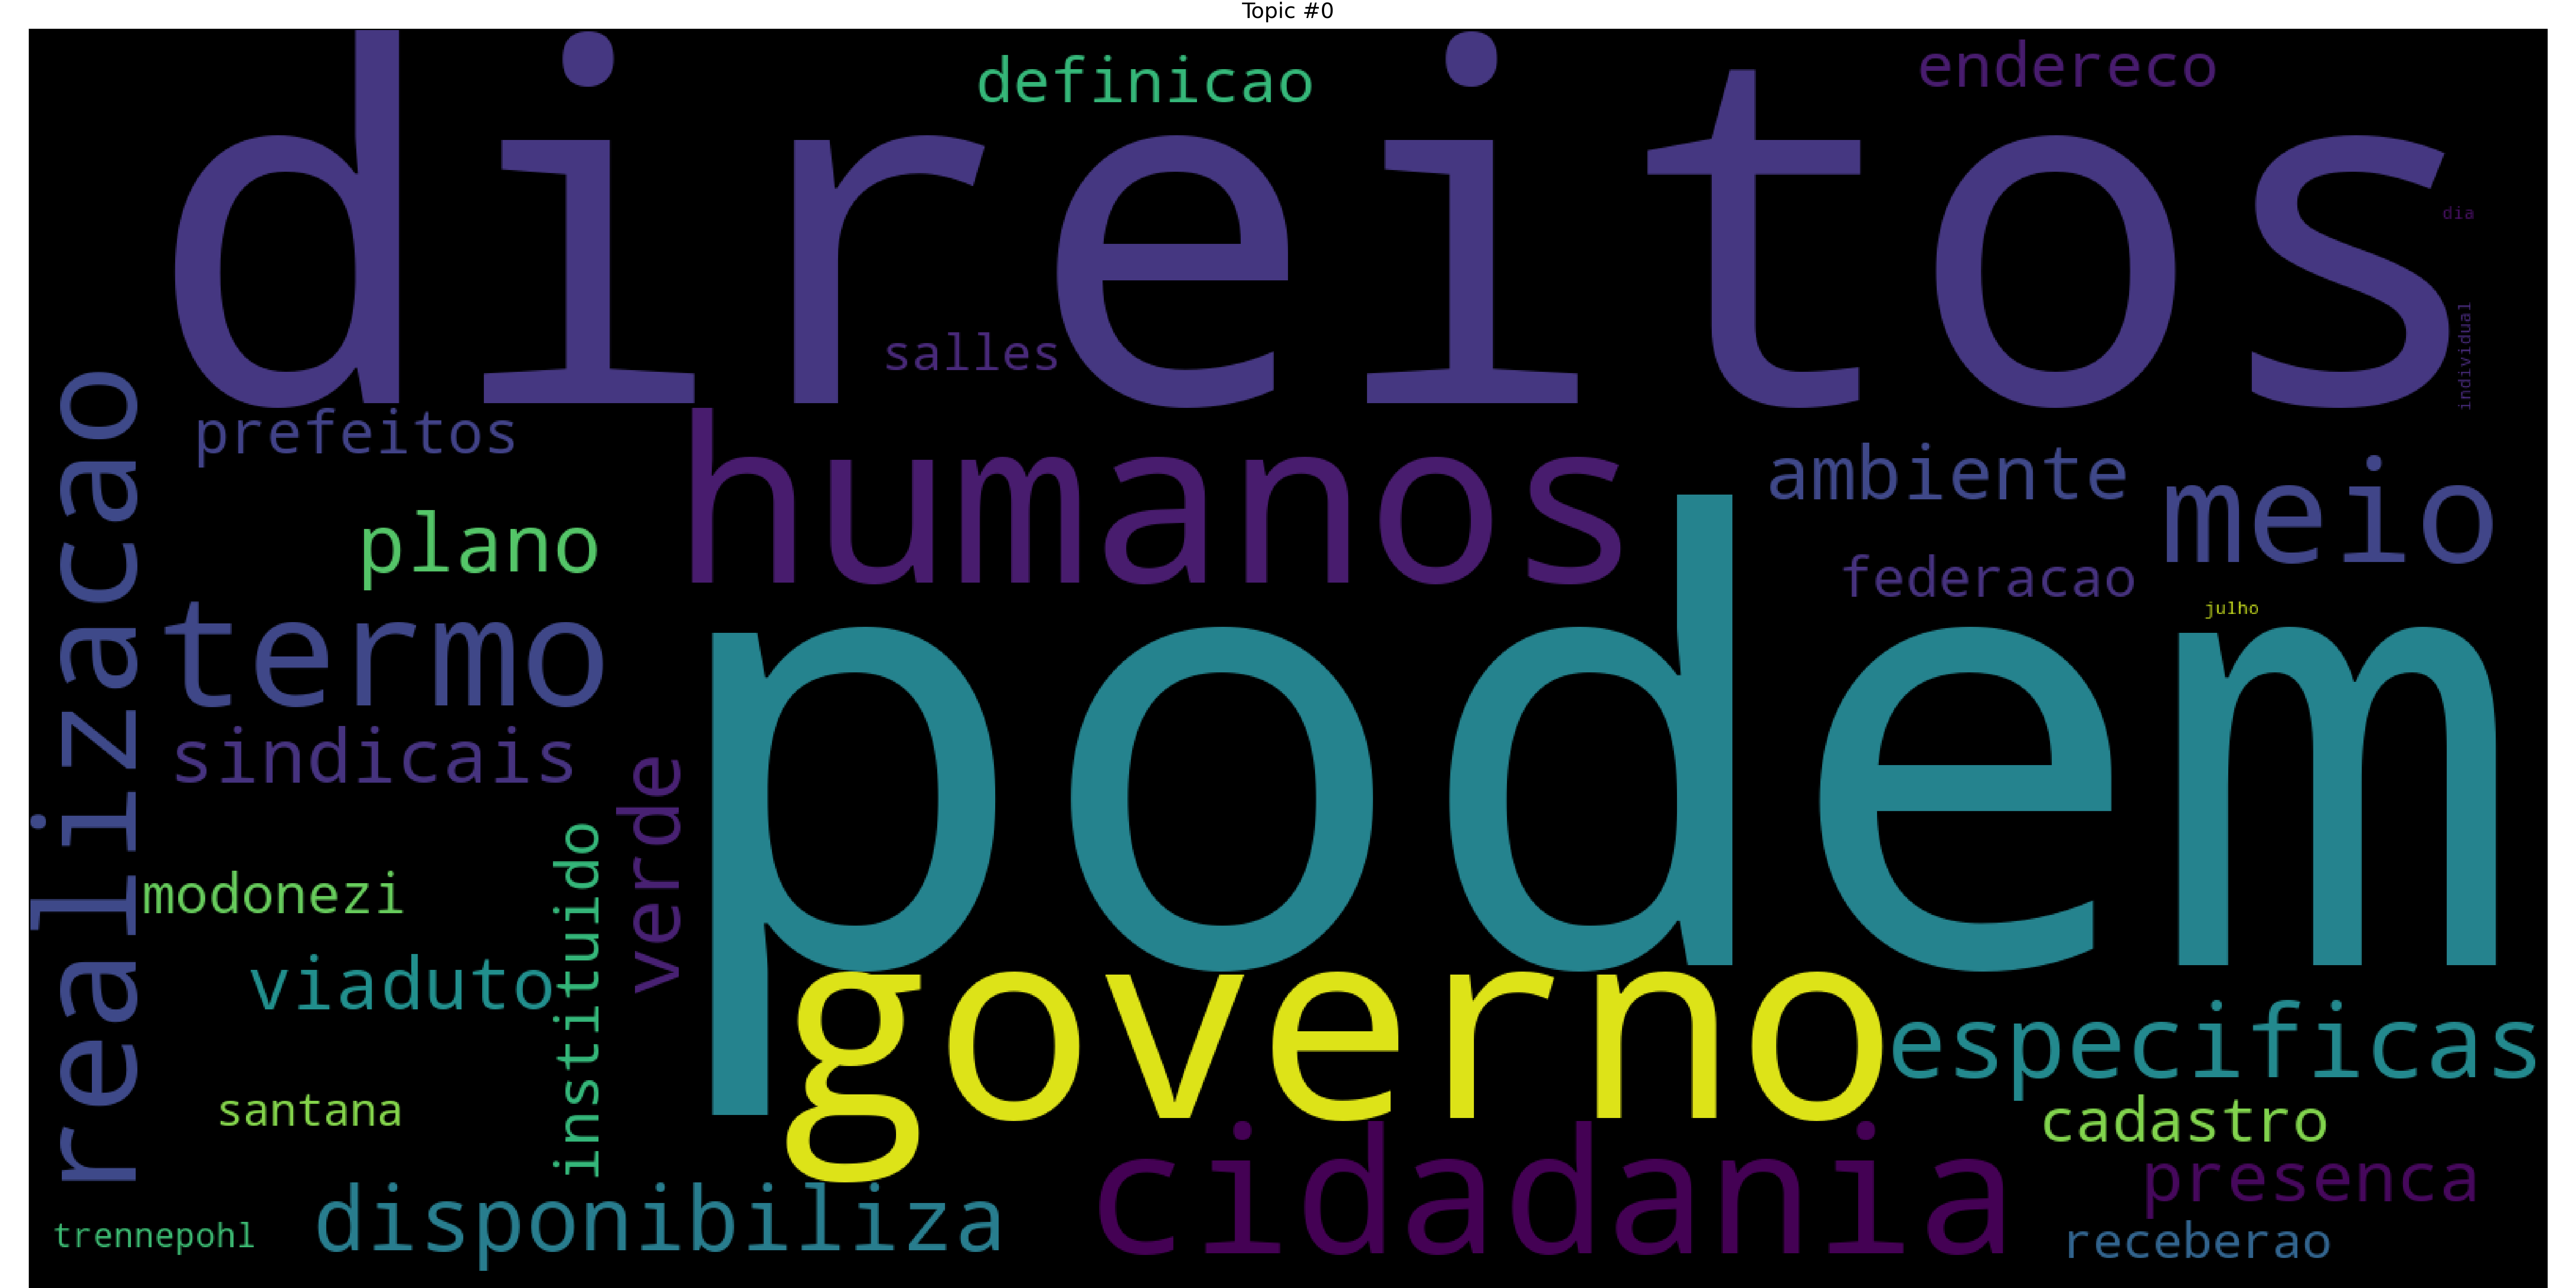 Topic #0
direitos
definicao
endereco
dia
individual
salles
prefeitos
humanos
ambiente
meio
plano
federacao
julho
termo
podem
realizacao
sindicais
verde
modonezi
instituido
viaduto
governo
especificas
santana
cadastro
cidadania
presenca
disponibiliza
trennepohl
receberao